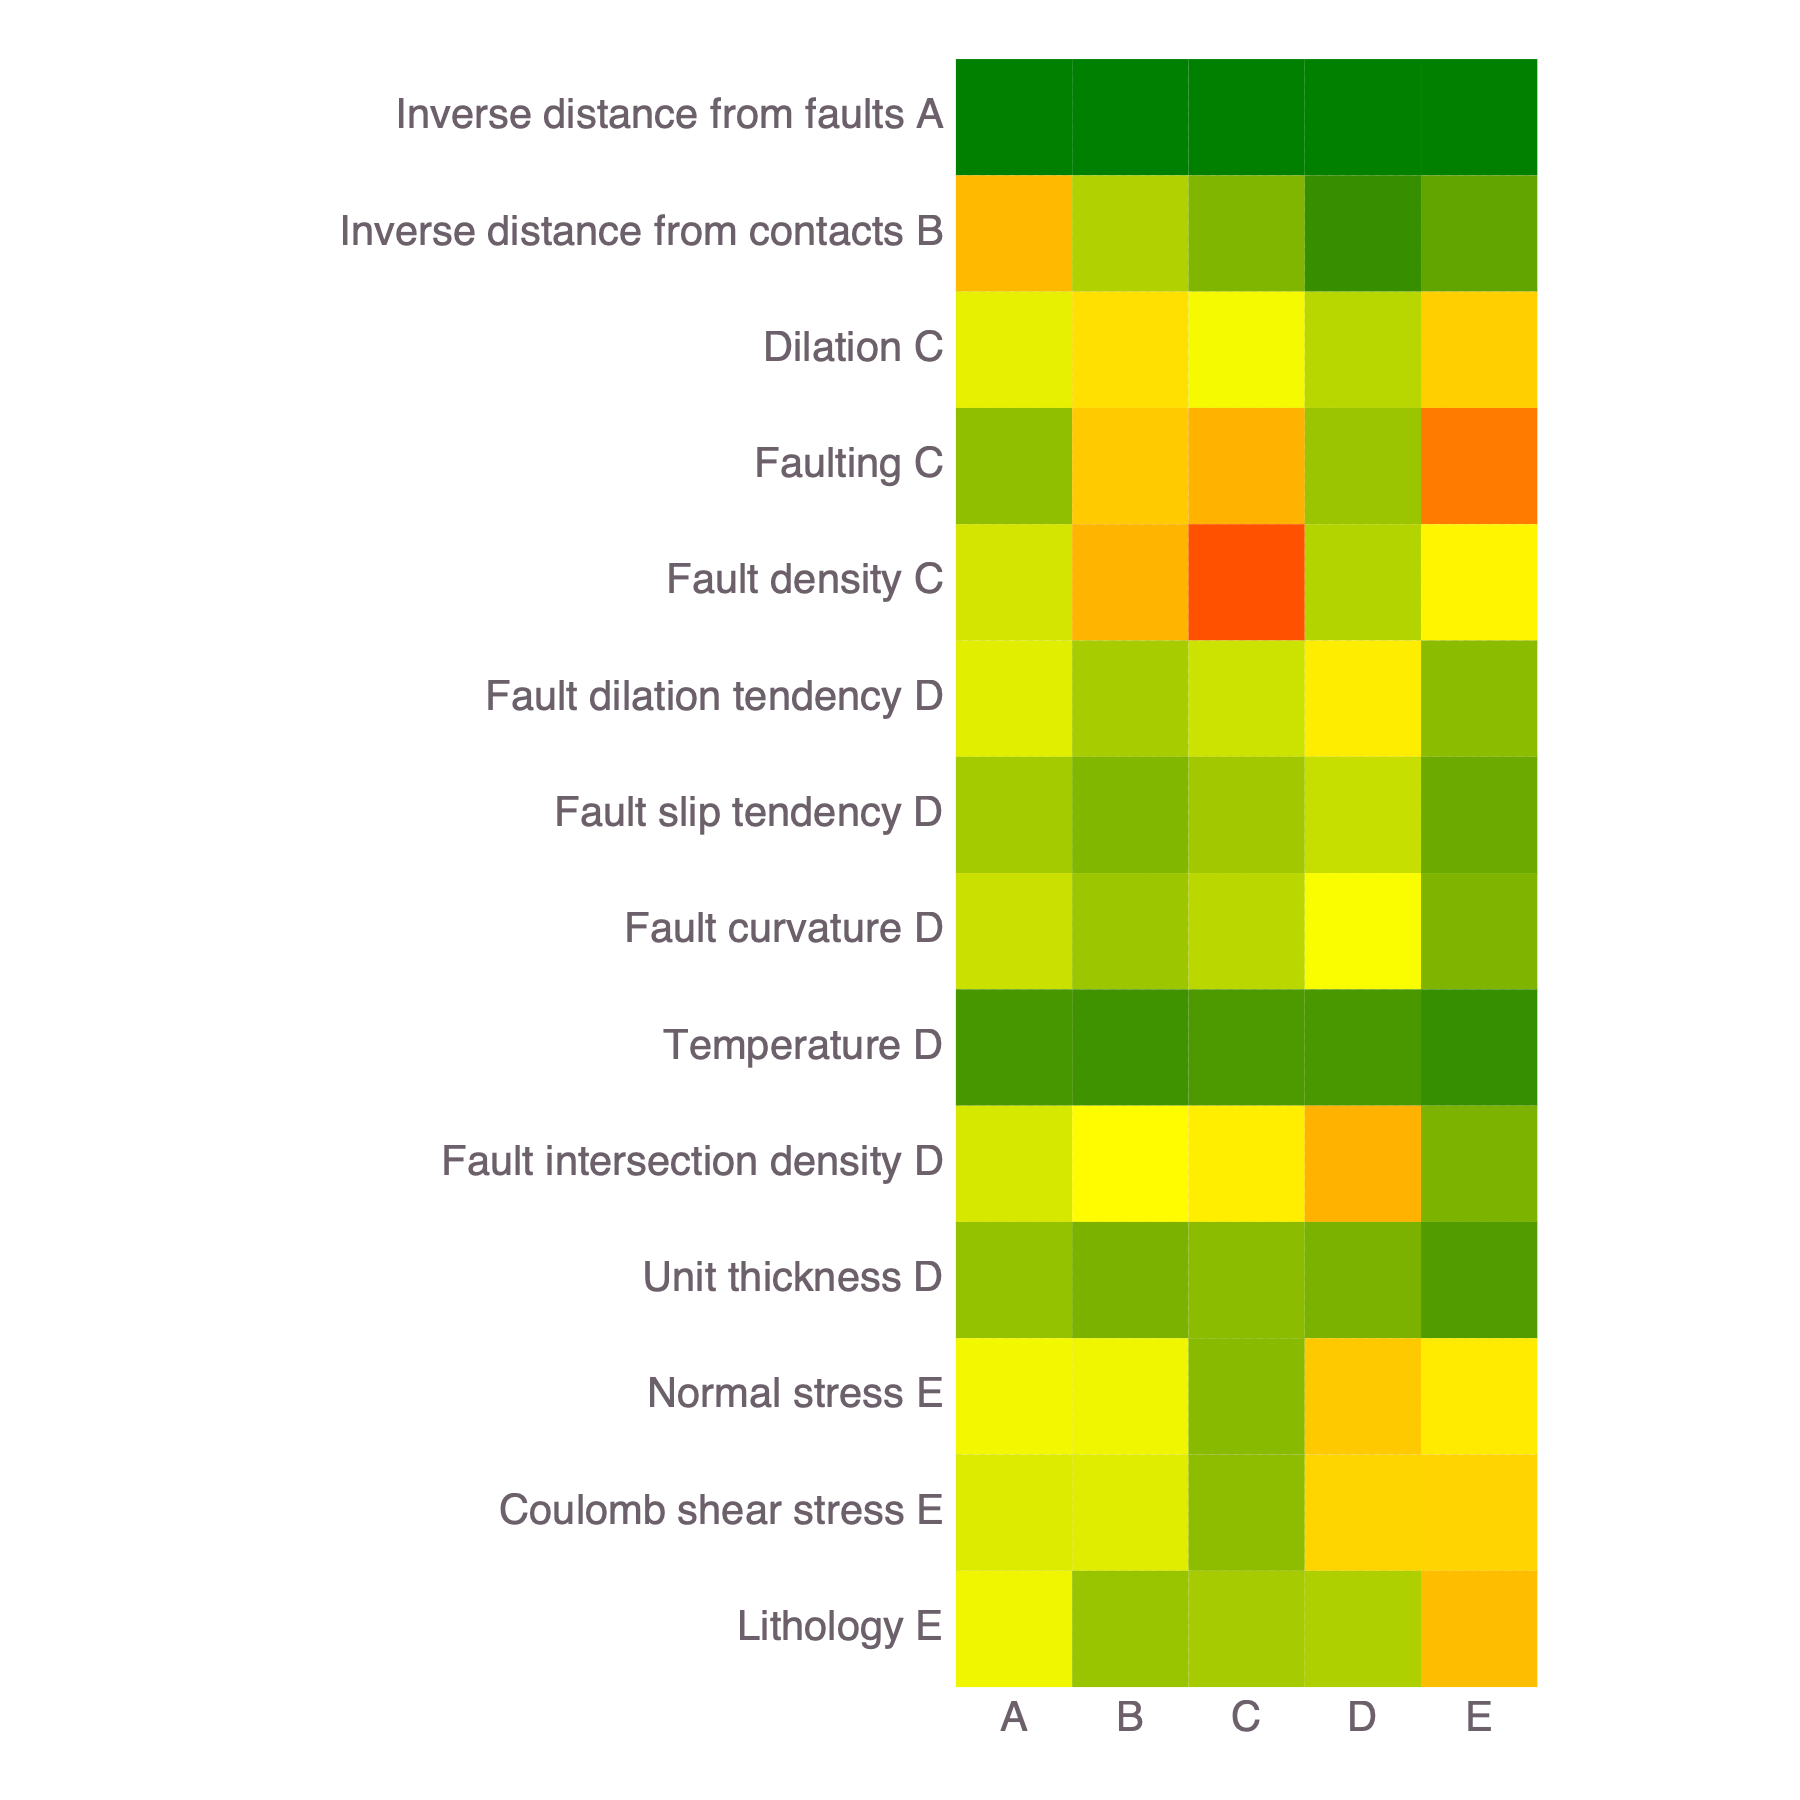 Inverse distance from faults A
Inverse distance from contacts B
Dilation C
Faulting C
Fault density C
Fault dilation tendency D
Fault slip tendency D
Fault curvature D
Temperature D
Fault intersection density D
Unit thickness D
Normal stress E
Coulomb shear stress E
Lithology E
A B C D E